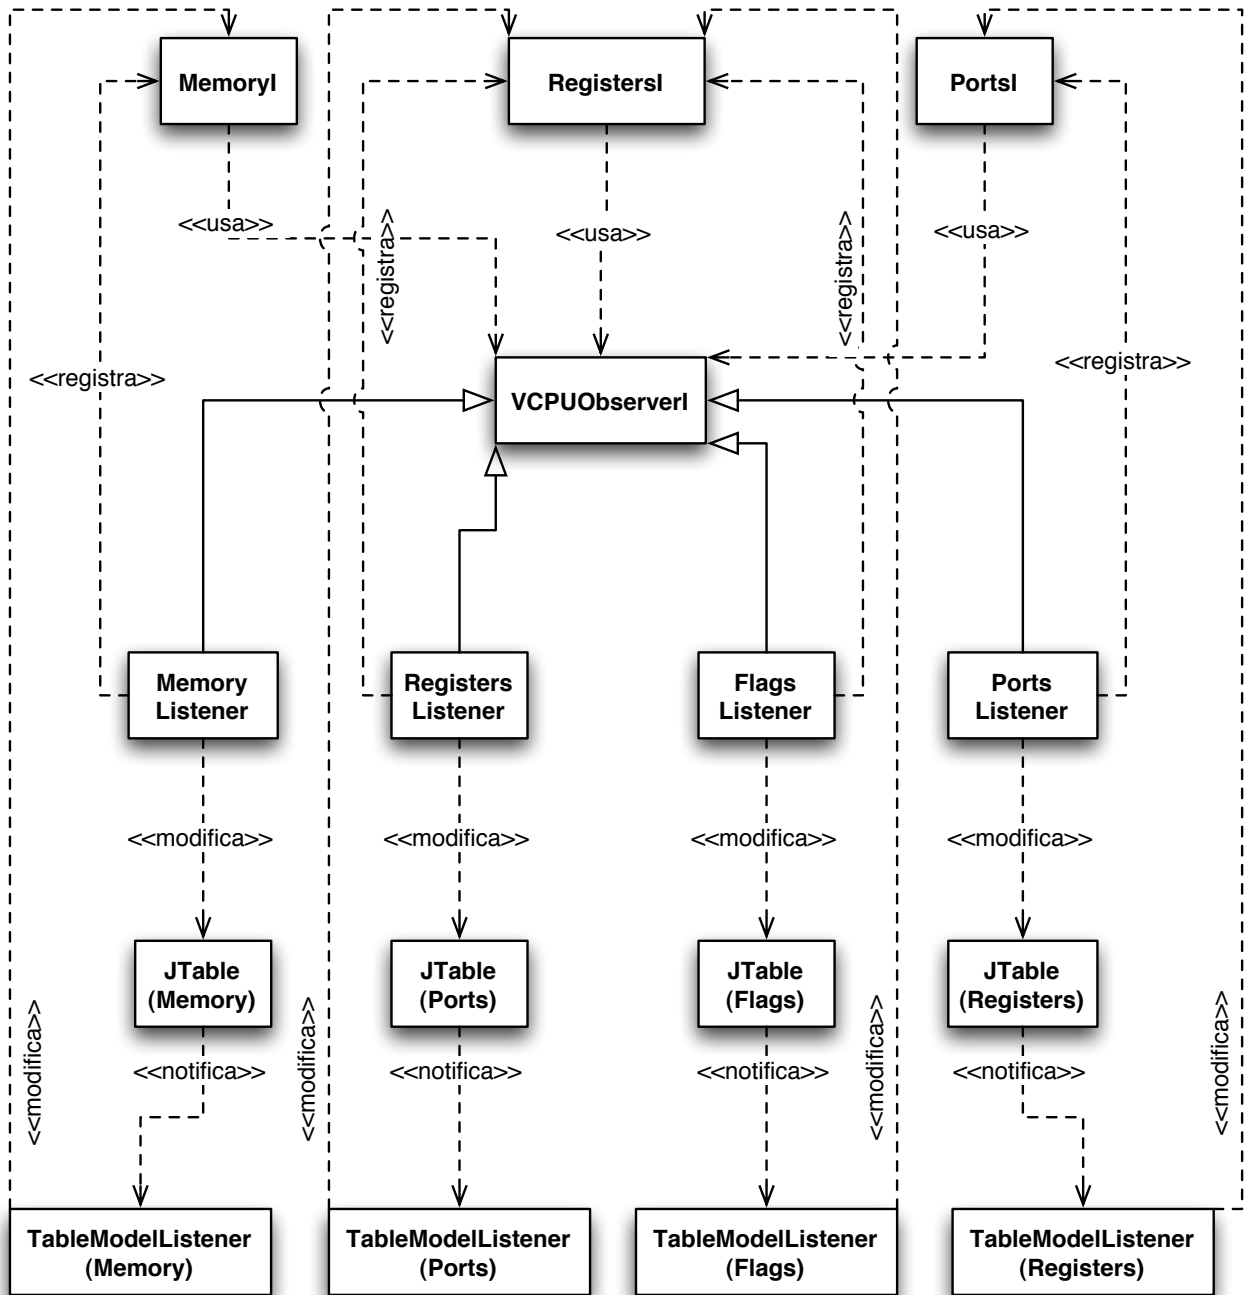 MemoryI
RegistersI
PortsI
<<usa>>
<<usa>>
<<usa>>
<<registra>>
<<registra>>
<<registra>>
<<registra>>
VCPUObserverI
Memory
Listener
Registers
Listener
Flags
Listener
Ports
Listener
<<modifica>>
<<modifica>>
<<modifica>>
<<modifica>>
JTable
(Memory)
JTable
(Ports)
JTable
(Flags)
JTable
(Registers)
<<notifica>>
<<notifica>>
<<notifica>>
<<notifica>>
<<modifica>>
<<modifica>>
<<modifica>>
<<modifica>>
TableModelListener
(Memory)
TableModelListener
(Ports)
TableModelListener
(Flags)
TableModelListener
(Registers)